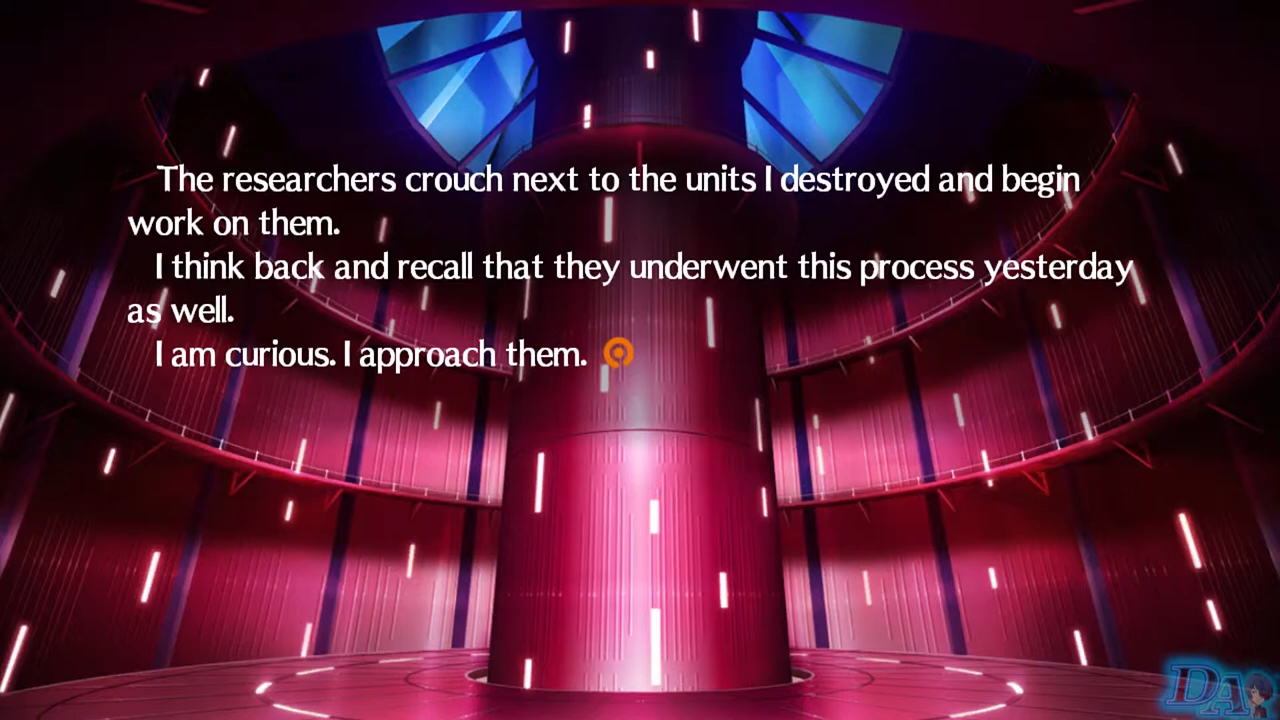 The researchers crouch next to the units I destroyed and begin
work on them.
I think back and recall that they underwent this process yesterday
as well.
I am curious. I approach them.
DA